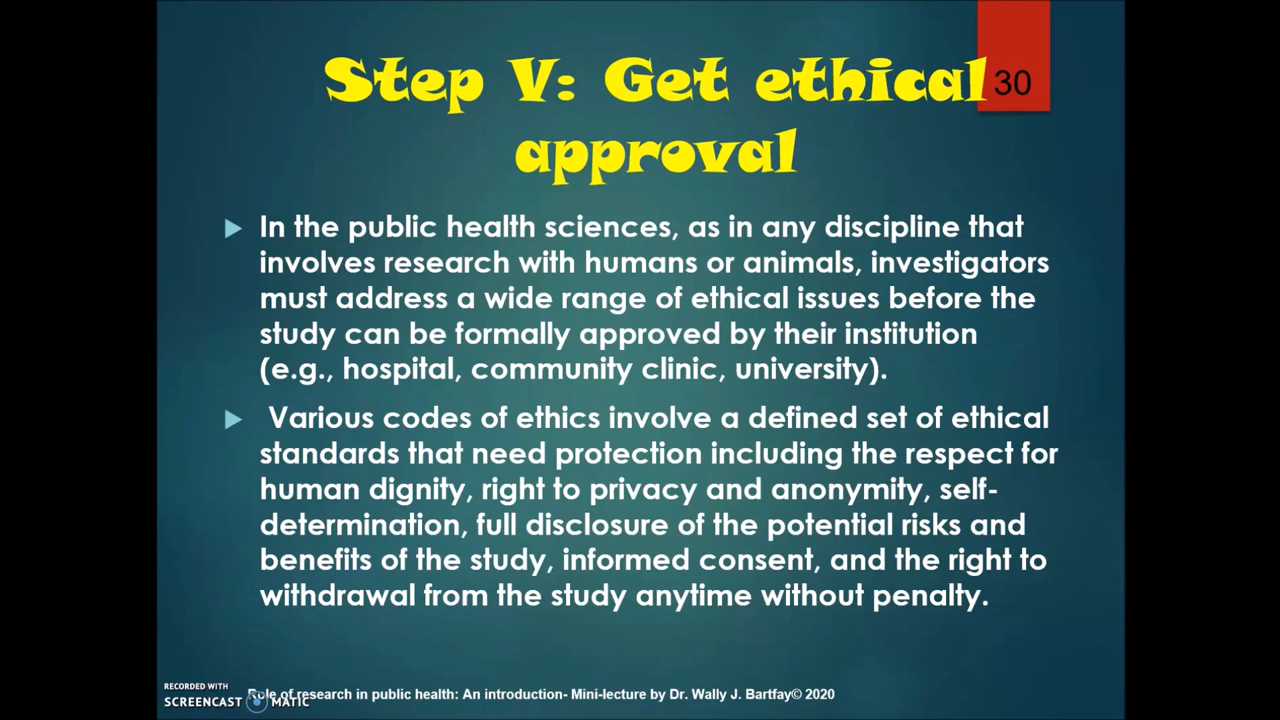 Step V: Get ethical
30
approval
In the public health sciences, as in any discipline that
involves research with humans or animals, investigators
must address a wide range of ethical issues before the
study can be formally approved by their institution
(e.g., hospital, community clinic, university).
Various codes of ethics involve a defined set of ethical
standards that need protection including the respect for
human dignity, right to privacy and anonymity, self-
determination, full disclosure of the potential risks and
benefits of the study, informed consent, and the right to
withdrawal from the study anytime without penalty.
RECORDED WITH
SCREENCAST MATIC
Role of research in public health: An introduction- Mini-lecture by Dr. Wally J. Bartfay© 2020